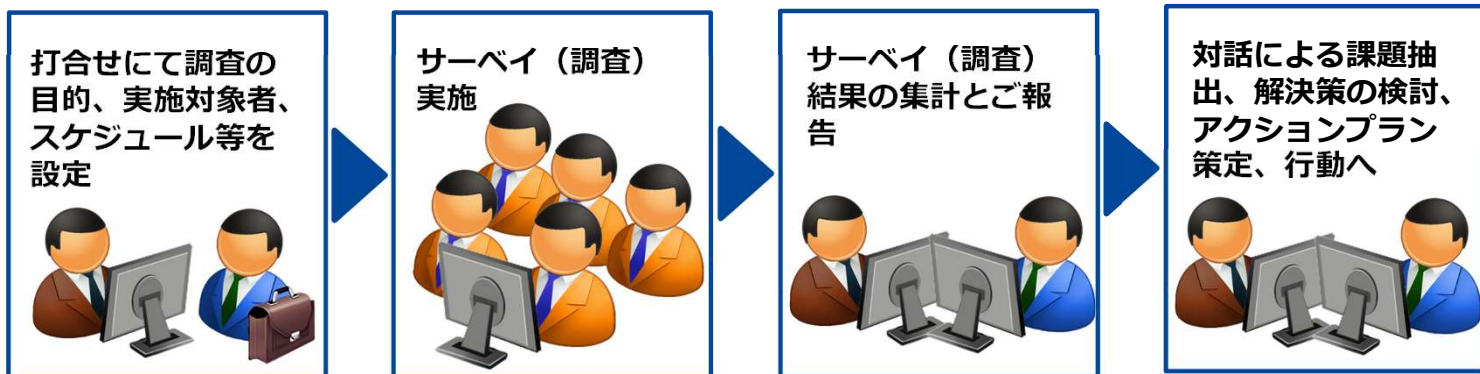 打合せにて調査の
目的、実施対象者、
スケジュール等を
設定
サーベイ（調査）
実施
サーベイ（調査）
結果の集計とご報
告
対話による課題抽
出、解決策の検討、
アクションプラン
策定、行動へ